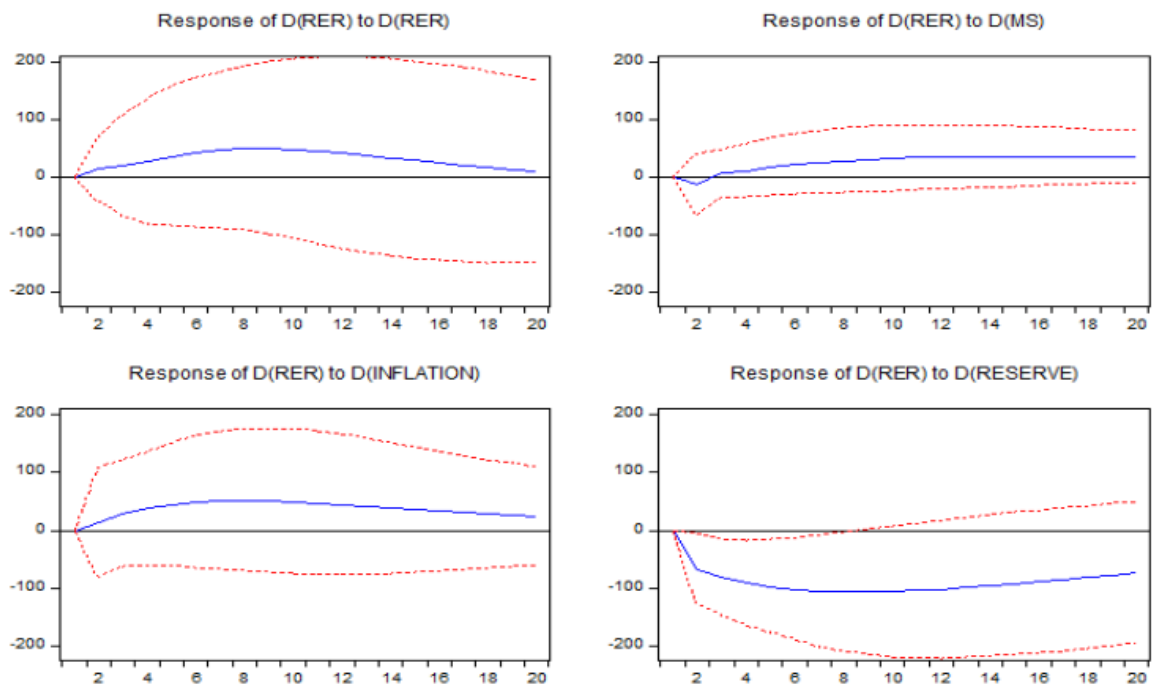 Response of D(RER) to D(RER)
200
100
0
-100
-200
2 4 6 8 10 12 14 16 18 20
Response of D(RER) to D(MS)
200
100
0
-100
-200
2 4 6 8 10 12 14 16 18 20
Response of D(RER) to D(INFLATION)
200
100
0
-100
-200
2 4 6 8 10 12 14 16 18 20
Response of D(RER) to D(RESERVE)
200
100
0
-100
-200
2 4 6 8 10 12 14 16 18 20